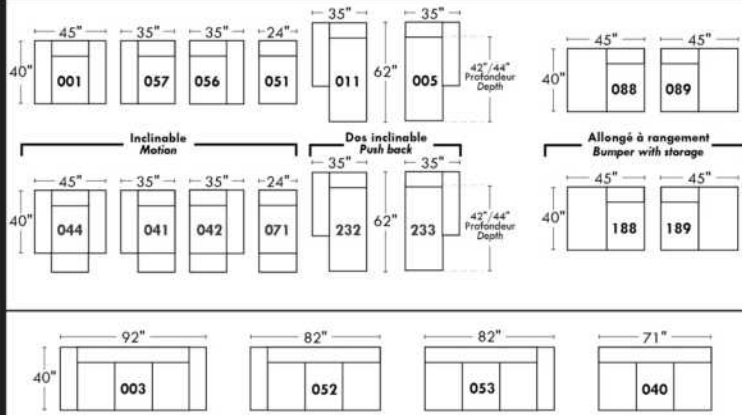 45" 35" 35" 24" 35" 35" 45" 45"
40" 001 057 056 051 011 62" 005 42"/44" Profondeur Depth 40" 088 089
Inclinable Dos inclinable Allongé à rangement
Motion Push back Bumper with storage
45" 35" 35" 24" 35" 35" 45" 45"
40" 044 041 042 071 232 62" 233 42"/44" Profondeur Depth 40" 188 189
92" 82" 82" 71"
40" 003 052 053 040